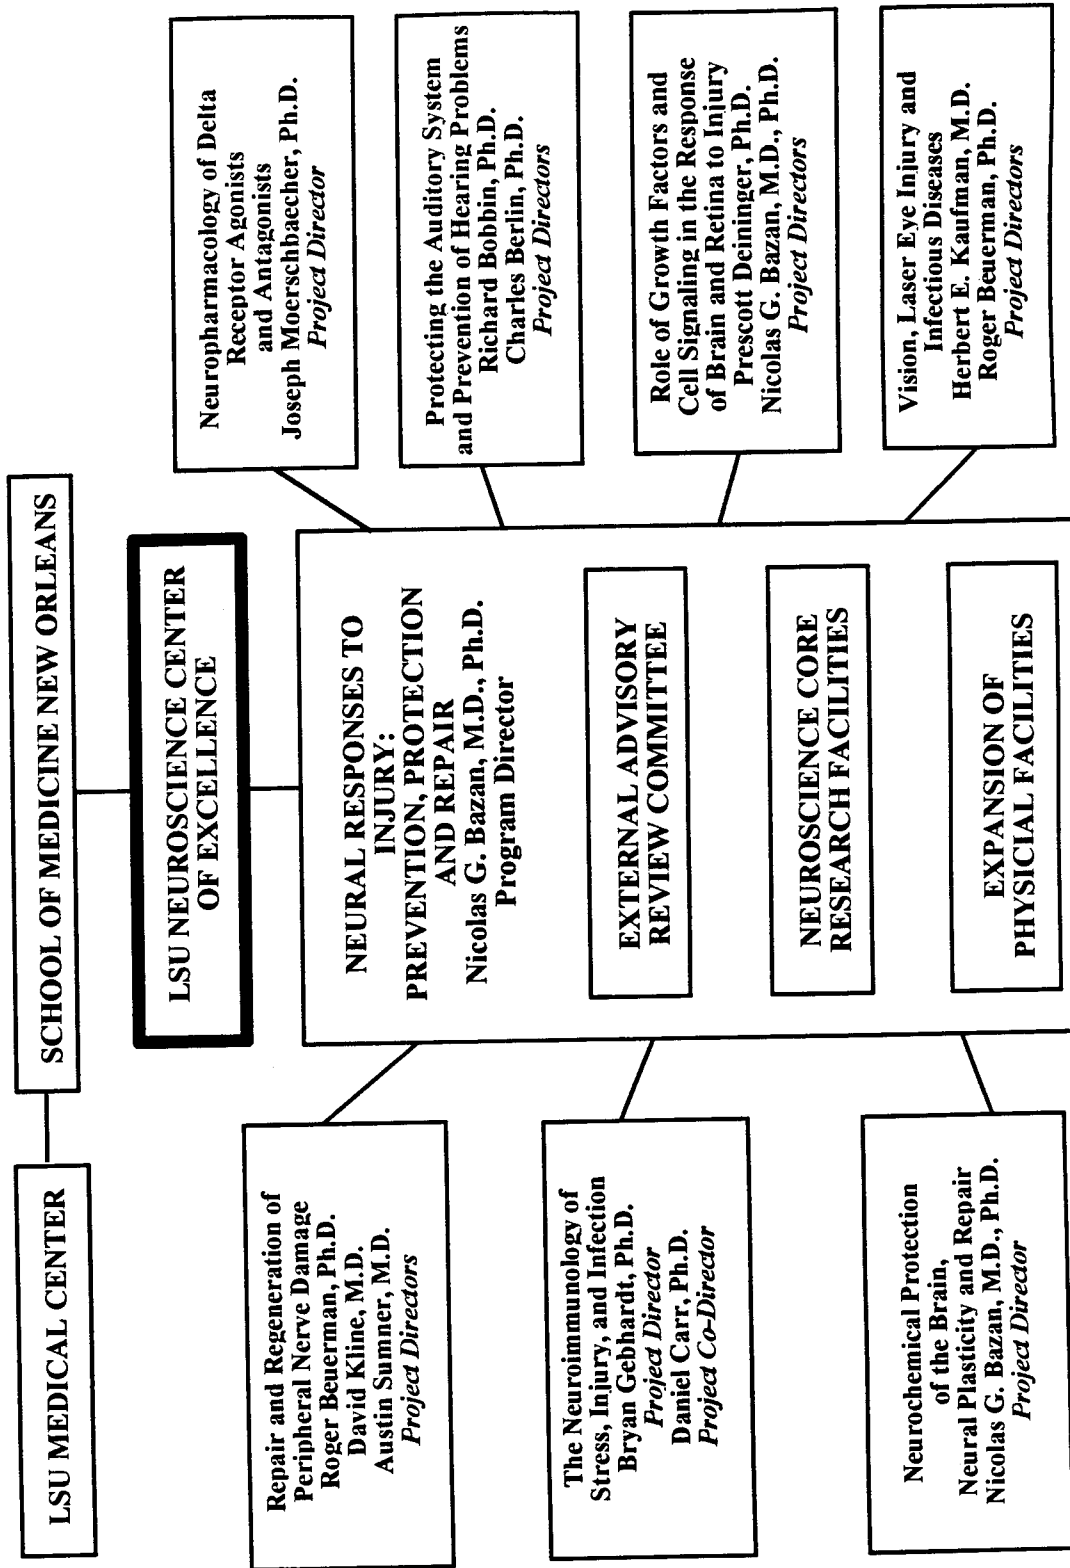 LSU MEDICAL CENTER
SCHOOL OF MEDICINE NEW ORLEANS
LSU NEUROSCIENCE CENTER
OF EXCELLENCE
NEURAL RESPONSES TO
INJURY:
PREVENTION, PROTECTION
AND REPAIR
Nicolas G. Bazan, M.D., Ph.D.
Program Director
EXTERNAL ADVISORY
REVIEW COMMITTEE
NEUROSCIENCE CORE
RESEARCH FACILITIES
EXPANSION OF
PHYSICIAL FACILITIES
Repair and Regeneration of
Peripheral Nerve Damage
Roger Beuerman, Ph.D.
David Kline, M.D.
Austin Sumner, M.D.
Project Directors
The Neuroimmunology of
Stress, Injury, and Infection
Bryan Gebhardt, Ph.D.
Project Director
Daniel Carr, Ph.D.
Project Co-Director
Neurochemical Protection
of the Brain,
Neural Plasticity and Repair
Nicolas G. Bazan, M.D., Ph.D.
Project Director
Neuropharmacology of Delta
Receptor Agonists
and Antagonists
Joseph Moerschbaecher, Ph.D.
Project Director
Protecting the Auditory System
and Prevention of Hearing Problems
Richard Bobbin, Ph.D.
Charles Berlin, Ph.D.
Project Directors
Role of Growth Factors and
Cell Signaling in the Response
of Brain and Retina to Injury
Prescott Deininger, Ph.D.
Nicolas G. Bazan, M.D., Ph.D.
Project Directors
Vision, Laser Eye Injury and
Infectious Diseases
Herbert E. Kaufman, M.D.
Roger Beuerman, Ph.D.
Project Directors